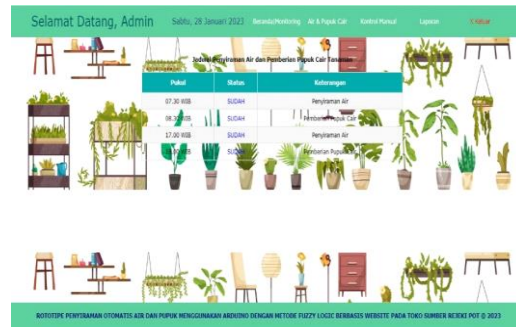 Selamat Datang, Admin Sabtu, 28 Januari 2023 Beranda/Monitoring Air & Pupuk Cair Kontrol Manual Laporan Keluar
Jadwal Penyiraman Air dan Pemberian Pupuk Cair Tanaman
Pukul Status Keterangan
07.30 WIB SUDAH Penyiraman Air
08.30 WIB SUDAH Pemberian Pupuk Cair
17.00 WIB SUDAH Penyiraman Air
WIB SUDAH Pemberian Pupuk
ROTOTIPE PENYIRAMAN OTOMATIS AIR DAN PUPUK MENGGUNAKAN ARDUINO DENGAN METODE FUZZY LOGIC BERBASIS WEBSITE PADA TOKO SUMBER REJEKI POT © 2023